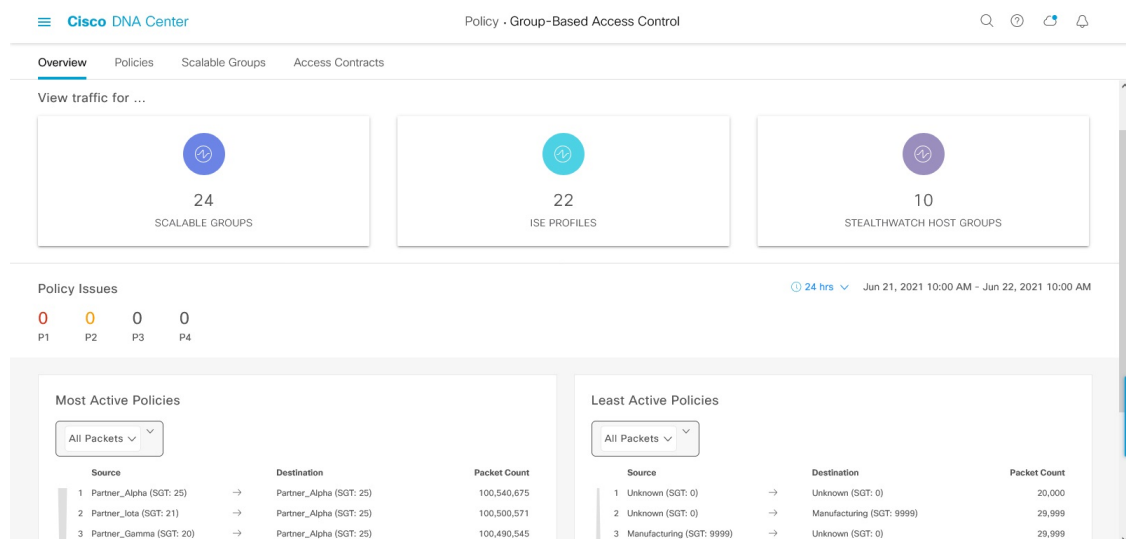 Cisco DNA Center
Policy · Group-Based Access Control
Overview Policies Scalable Groups Access Contracts
View traffic for ...
24
SCALABLE GROUPS
22
ISE PROFILES
10
STEALTHWATCH HOST GROUPS
Policy Issues
24 hrs Jun 21, 2021 10:00 AM - Jun 22, 2021 10:00 AM
0 0 0 0
P1 P2 P3 P4
Most Active Policies
All Packets
Source Destination Packet Count
1 Partner_Alpha (SGT: 25) → Partner_Alpha (SGT: 25) 100,540,675
2 Partner_Iota (SGT: 21) → Partner_Alpha (SGT: 25) 100,500,571
3 Partner_Gamma (SGT: 20) → Partner_Alpha (SGT: 25) 100,490,545
Least Active Policies
All Packets
Source Destination Packet Count
1 Unknown (SGT: 0) → Unknown (SGT: 0) 20,000
2 Unknown (SGT: 0) → Manufacturing (SGT: 9999) 29,999
3 Manufacturing (SGT: 9999) → Unknown (SGT: 0) 29,999